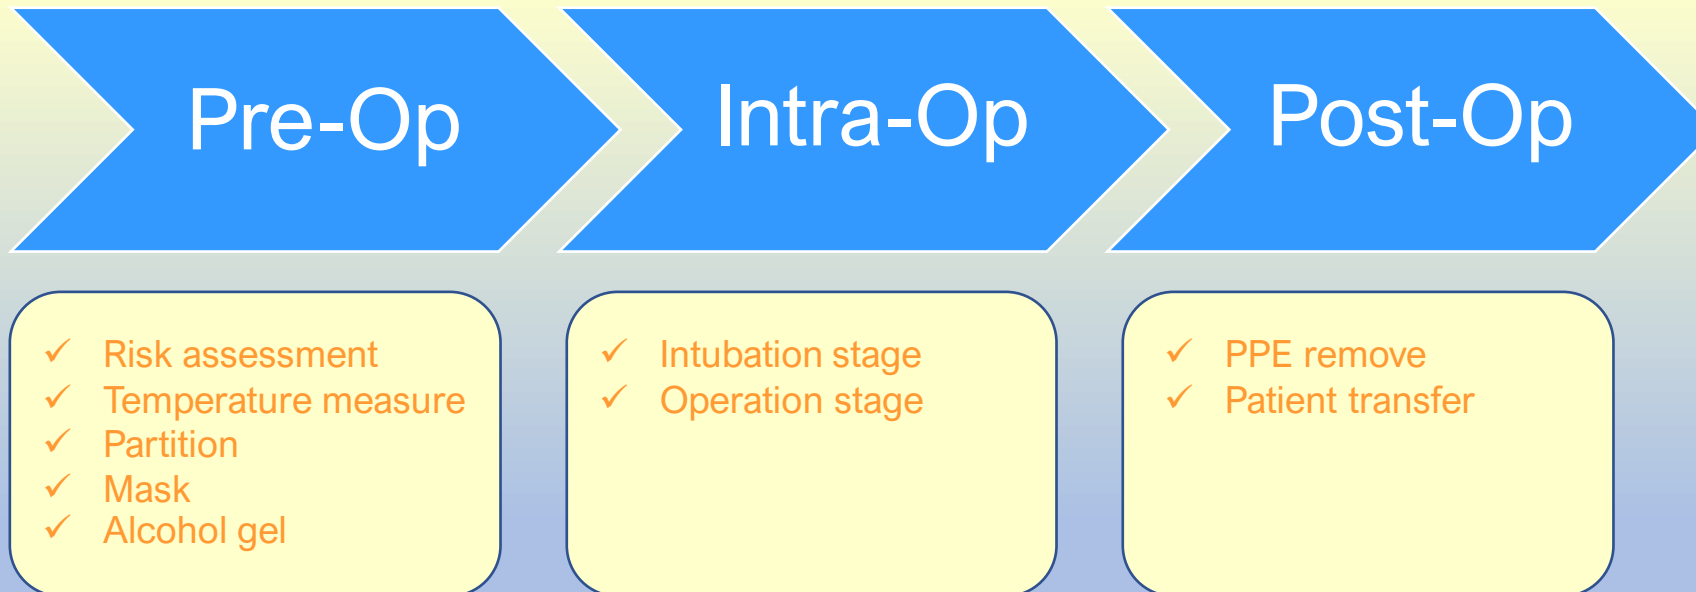 Pre-Op
Intra-Op
Post-Op
✓ Risk assessment
✓ Temperature measure
✓ Partition
✓ Mask
✓ Alcohol gel
✓ Intubation stage
✓ Operation stage
✓ PPE remove
✓ Patient transfer